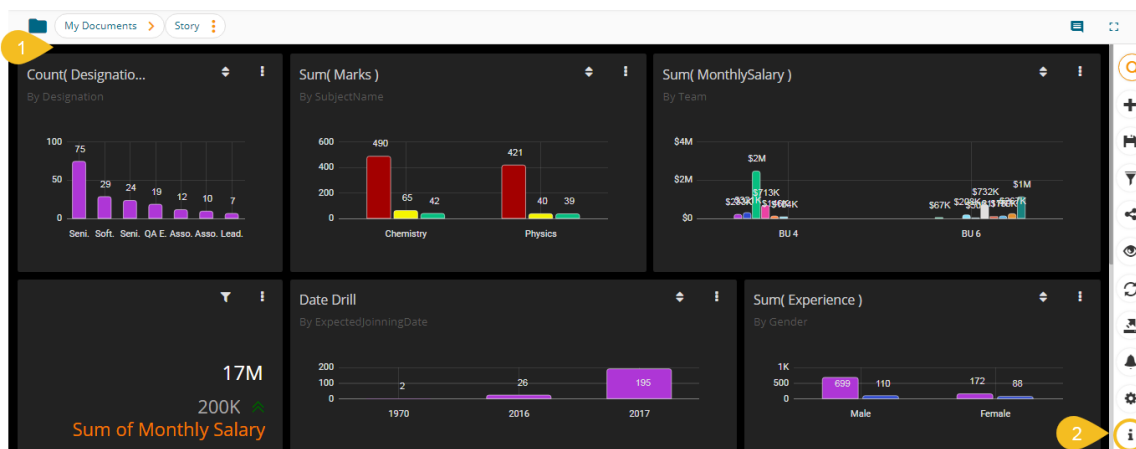 My Documents > Story
1
Count( Designatio...
By Designation
100
50
0
75
29
24
19
12
10
7
Seni. Soft. Seni. QA E. Asso. Asso. Lead.
Sum( Marks )
By SubjectName
600
400
200
0
490
65
42
421
40
39
Chemistry Physics
Sum( MonthlySalary )
By Team
$4M
$2M
$0
$2M
$713K
$67K
$732K
$1M
BU 4 BU 6
17M
200K
Sum of Monthly Salary
Date Drill
By ExpectedJoinningDate
200
100
0
2
26
195
1970 2016 2017
Sum( Experience )
By Gender
1K
500
0
699
110
172
88
Male Female
2
i